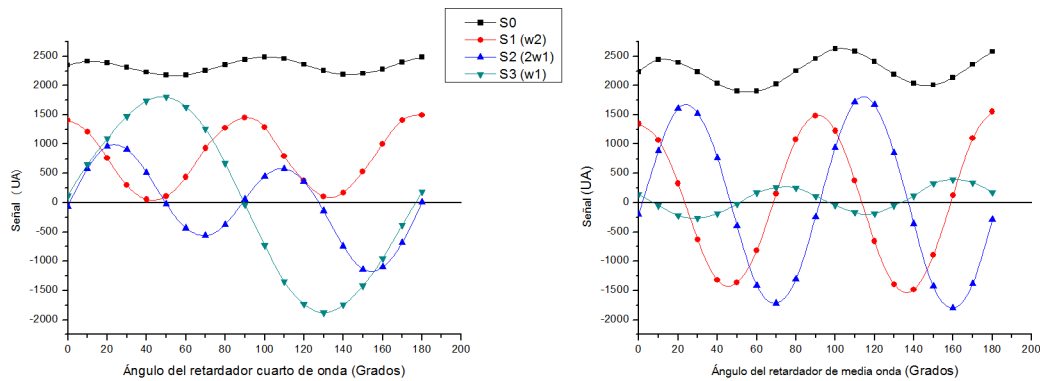 S0
S1 (w2)
S2 (2w1)
S3 (w1)
2500
2000
1500
1000
500
0
-500
-1000
-1500
-2000
Señal (UA)
0 20 40 60 80 100 120 140 160 180 200
Ángulo del retardador cuarto de onda (Grados)
2500
2000
1500
1000
500
0
-500
-1000
-1500
-2000
Señal (UA)
0 20 40 60 80 100 120 140 160 180 200
Ángulo del retardador de media onda (Grados)